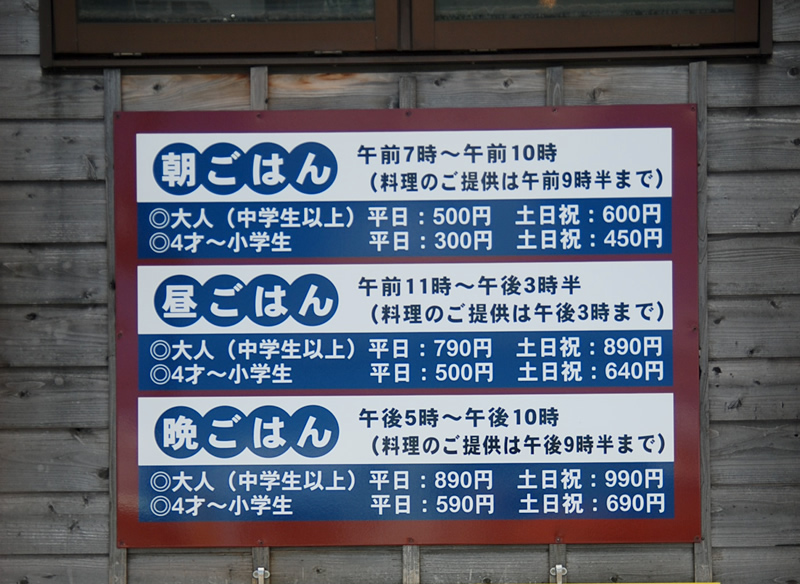 朝ごはん 午前7時～午前10時
（料理のご提供は午前9時半まで）
◎大人（中学生以上）平日：500円 土日祝：600円
◎4才～小学生 平日：300円 土日祝：450円
昼ごはん 午前11時～午後3時半
（料理のご提供は午後3時まで）
◎大人（中学生以上）平日：790円 土日祝：890円
◎4才～小学生 平日：500円 土日祝：640円
晩ごはん 午後5時～午後10時
（料理のご提供は午後9時半まで）
◎大人（中学生以上）平日：890円 土日祝：990円
◎4才～小学生 平日：590円 土日祝：690円